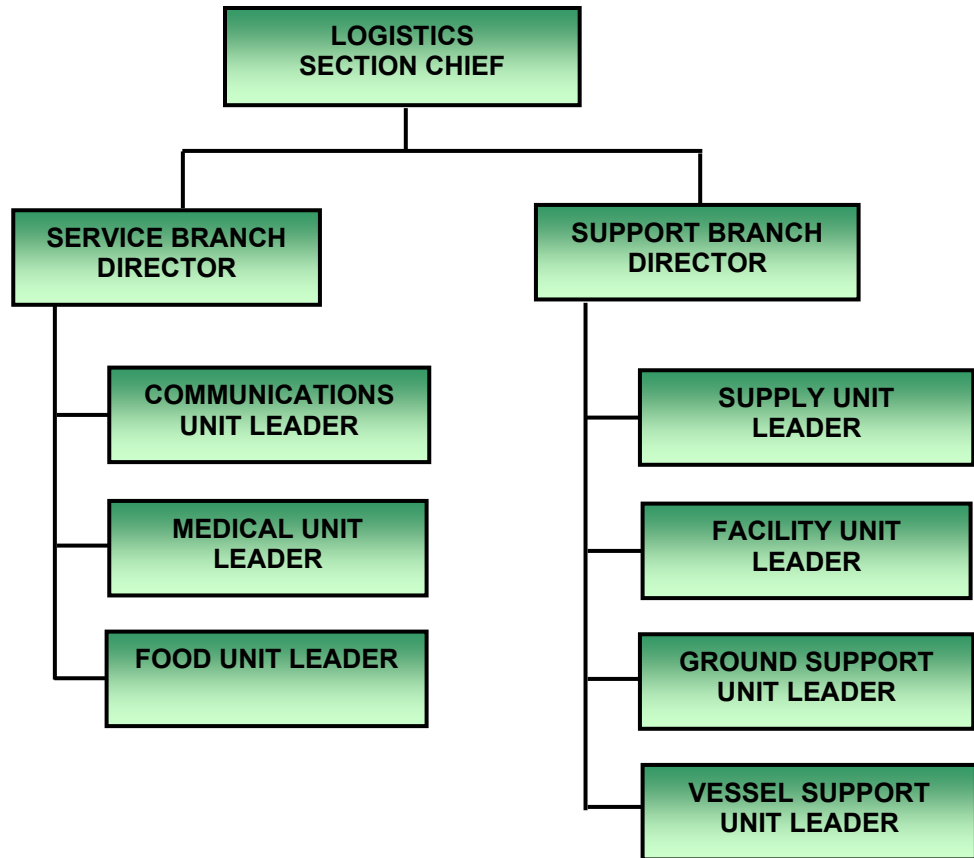 LOGISTICS
SECTION CHIEF
SERVICE BRANCH
DIRECTOR
COMMUNICATIONS
UNIT LEADER
MEDICAL UNIT
LEADER
FOOD UNIT LEADER
SUPPORT BRANCH
DIRECTOR
SUPPLY UNIT
LEADER
FACILITY UNIT
LEADER
GROUND SUPPORT
UNIT LEADER
VESSEL SUPPORT
UNIT LEADER